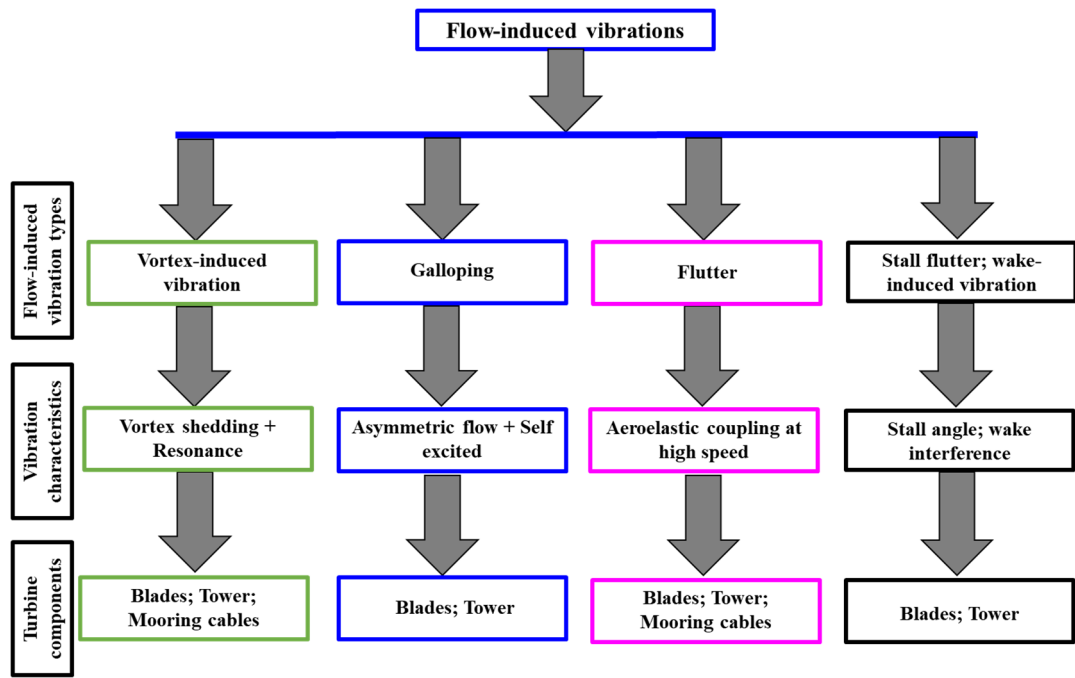 Flow-induced vibrations
Flow-induced
vibration types
Vortex-induced
vibration
Galloping
Flutter
Stall flutter; wake-
induced vibration
Vibration
characteristics
Vortex shedding +
Resonance
Asymmetric flow + Self
excited
Aeroelastic coupling at
high speed
Stall angle; wake
interference
Turbine
components
Blades; Tower;
Mooring cables
Blades; Tower
Blades; Tower;
Mooring cables
Blades; Tower